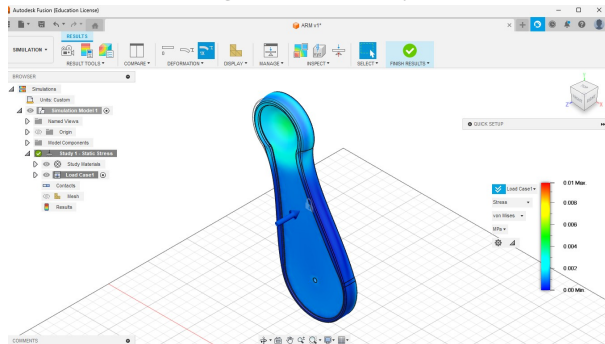 Autodesk Fusion (Education License)
ARM v1*
RESULTS
SIMULATION
RESULT TOOLS
COMPARE
DEFORMATION
DISPLAY
MANAGE
INSPECT
SELECT
FINISH RESULTS
BROWSER
Simulations
Units: Custom
Simulation Model 1
Named Views
Origin
Model Components
Study 1 - Static Stress
Study Materials
Load Case1
Contacts
Mesh
Results
QUICK SETUP
Load Case1
Stress
von Mises
MPa
0.01 Max.
0.008
0.006
0.004
0.002
0.00 Min.
COMMENTS